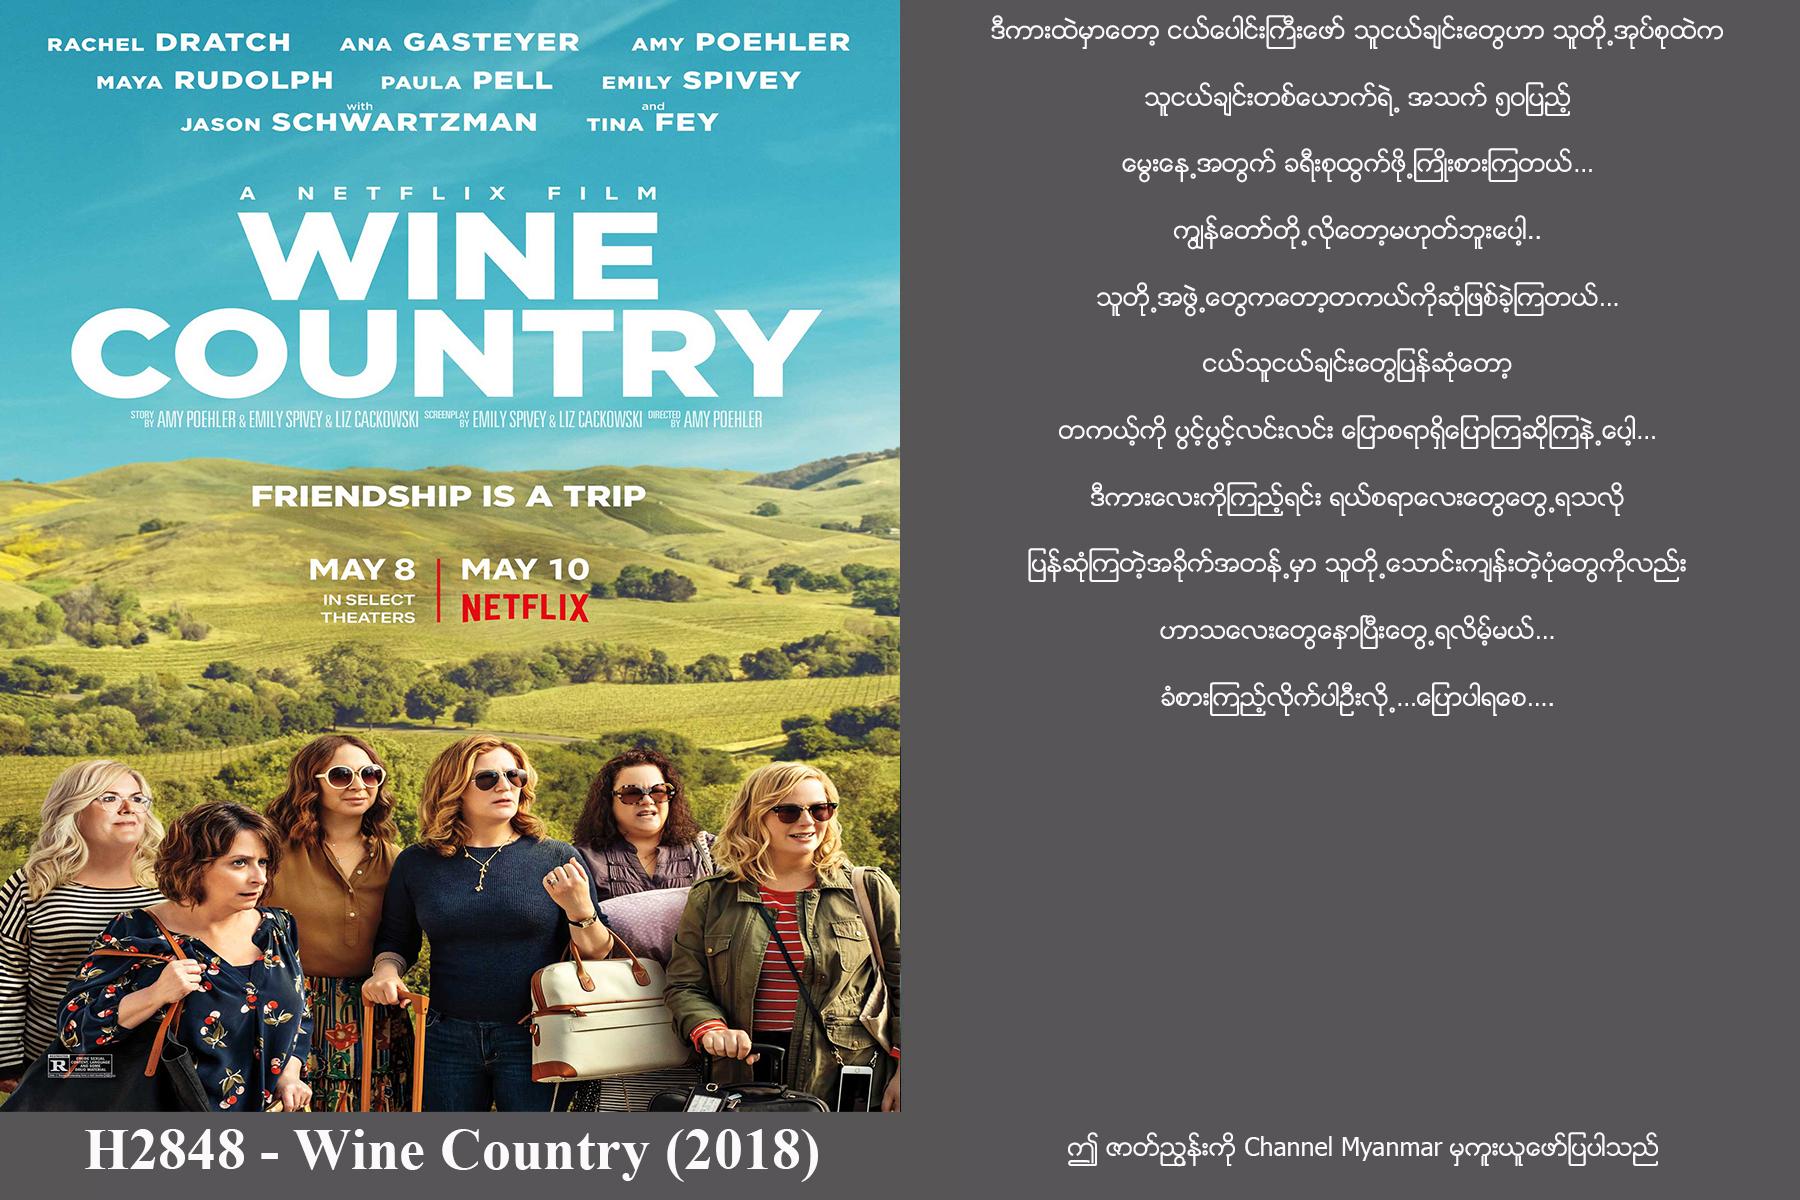 RACHEL DRATCH ANA GASTEYER AMY POEHLER
MAYA RUDOLPH PAULA PELL EMILY SPIVEY
with JASON SCHWARTZMAN and TINA FEY
A NETFLIX FILM
WINE
COUNTRY
STORY BY AMY POEHLER & EMILY SPIVEY & LIZ CACKOWSKI SCREENPLAY BY EMILY SPIVEY & LIZ CACKOWSKI DIRECTED BY AMY POEHLER
FRIENDSHIP IS A TRIP
MAY 8
IN SELECT
THEATERS
MAY 10
NETFLIX
R
H2848 - Wine Country (2018)
ဒီကားထဲမှာတော့ ငယ်ပေါင်းကြီးဖော် သူငယ်ချင်းတွေဟာ သူတို့အုပ်စုထဲက
သူငယ်ချင်းတစ်ယောက်ရဲ့ အသက် ၅၀ပြည့်
မွေးနေ့အတွက် ခရီးစုထွက်ဖို့ကြိုးစားကြတယ်...
ကျွန်တော်တို့လိုတော့မဟုတ်ဘူးပေါ့..
သူတို့အဖွဲ့တွေကတော့တကယ်ကိုဆုံဖြစ်ခဲ့ကြတယ်...
ငယ်သူငယ်ချင်းတွေပြန်ဆုံတော့
တကယ့်ကို ပွင့်ပွင့်လင်းလင်း ပြောစရာရှိပြောကြဆိုကြနဲ့ပေါ့...
ဒီကားလေးကိုကြည့်ရင်း ရယ်စရာလေးတွေတွေ့ရသလို
ပြန်ဆုံကြတဲ့အခိုက်အတန့်မှာ သူတို့သောင်းကျန်းတဲ့ပုံတွေကိုလည်း
ဟာသလေးတွေနှောပြီးတွေ့ရလိမ့်မယ်...
ခံစားကြည့်လိုက်ပါဦးလို့...ပြောပါရစေ....
ဤ ဇာတ်ညွှန်းကို Channel Myanmar မှကူးယူဖော်ပြပါသည်